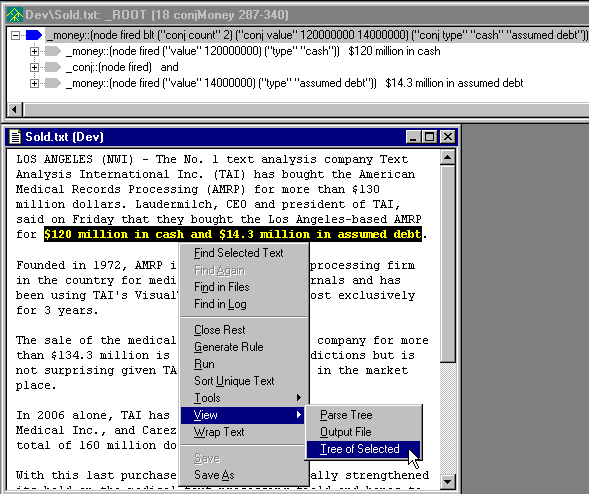 Dev\Sold.txt: _ROOT (18 conjMoney 287-340)
_money::(node fired blt ("conj count" 2) ("conj value" 120000000 14000000) ("conj type" "cash" "assumed debt"))
_money::(node fired ("value" 120000000) ("type" "cash")) $120 million in cash
_conj::(node fired) and
_money::(node fired ("value" 14000000) ("type" "assumed debt")) $14.3 million in assumed debt
Sold.txt (Dev)
LOS ANGELES (NWI) - The No. 1 text analysis company Text
Analysis International Inc. (TAI) has bought the American
Medical Records Processing (AMRP) for more than $130
million dollars. Laudermilch, CEO and president of TAI,
said on Friday that they bought the Los Angeles-based AMRP
for $120 million in cash and $14.3 million in assumed debt.
Founded in 1972, AMRP i processing firm
in the country for medi rnals and has
been using TAI's Visual ost exclusively
for 3 years.
The sale of the medical company for more
than $134.3 million is dictions but is
not surprising given TA in the market
place.
In 2006 alone, TAI has
Medical Inc., and Carez
total of 160 million do
With this last purchase ally strengthened
Find Selected Text
Find Again
Find in Files
Find in Log
Close Rest
Generate Rule
Run
Sort Unique Text
Tools
View
Wrap Text
Save
Save As
Parse Tree
Output File
Tree of Selected